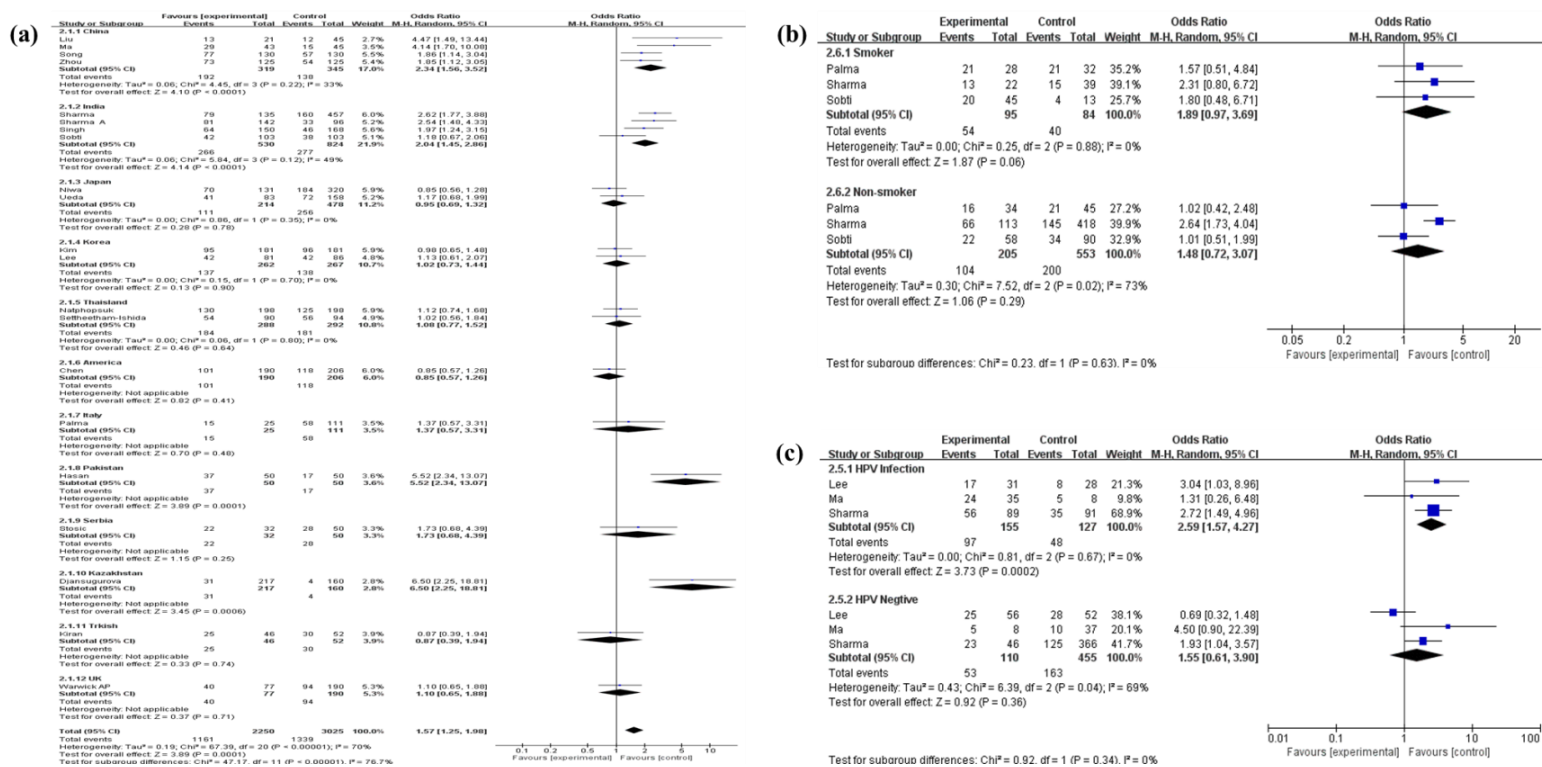 (a)
Favours [experimental] Control Odds Ratio Odds Ratio
Study or Subgroup Events Total Events Total Weight M-H, Random, 95% CI M-H, Random, 95% CI
2.1.1 China
Liu 13 21 12 45 2.7% 4.47 [1.49, 13.44]
Ma 29 43 15 45 3.5% 4.14 [1.70, 10.08]
Song 77 130 57 130 5.6% 1.86 [1.14, 3.04]
Zhou 73 125 54 125 5.5% 1.85 [1.12, 3.05]
Subtotal (95% CI) 319 345 17.0% 2.34 [1.56, 3.52]
Total events 192 138
Heterogeneity: Tau² = 0.06; Chi² = 4.45, df = 3 (P = 0.22); I² = 33%
Test for overall effect: Z = 4.10 (P < 0.0001)
2.1.2 India
Sharma 79 135 160 457 2.62 [1.77, 3.88]
Sharma A 81 142 33 96 2.54 [1.48, 4.33]
Singh 64 150 46 168 1.97 [1.24, 3.15]
Sobti 42 103 38 103 1.18 [0.67, 2.06]
Subtotal (95% CI) 530 824 21.9% 2.04 [1.45, 2.86]
Total events 266 277
Heterogeneity: Tau² = 0.06; Chi² = 5.84, df = 3 (P = 0.12); I² = 49%
Test for overall effect: Z = 4.14 (P < 0.0001)
2.1.3 Japan
Niwa 70 131 184 320 5.9% 0.85 [0.56, 1.28]
Ueda 41 83 72 158 5.2% 1.17 [0.68, 1.99]
Subtotal (95% CI) 214 478 11.2% 0.95 [0.69, 1.32]
Total events 111 256
Heterogeneity: Tau² = 0.00; Chi² = 0.86, df = 1 (P = 0.35); I² = 0%
Test for overall effect: Z = 0.28 (P = 0.78)
2.1.4 Korea
Kim 95 181 96 181 5.9% 0.98 [0.65, 1.48]
Lee 42 81 42 86 4.8% 1.13 [0.61, 2.07]
Subtotal (95% CI) 262 267 10.7% 1.02 [0.73, 1.44]
Total events 137 138
Heterogeneity: Tau² = 0.00; Chi² = 0.15, df = 1 (P = 0.70); I² = 0%
Test for overall effect: Z = 0.13 (P = 0.90)
2.1.5 Thaisland
Natphopsuk 130 198 125 198 5.9% 1.12 [0.74, 1.68]
Settheetham-Ishida 54 90 56 94 4.9% 1.02 [0.56, 1.84]
Subtotal (95% CI) 288 292 10.8% 1.08 [0.77, 1.52]
Total events 184 181
Heterogeneity: Tau² = 0.00; Chi² = 0.06, df = 1 (P = 0.80); I² = 0%
Test for overall effect: Z = 0.46 (P = 0.64)
2.1.6 America
Chen 101 190 118 206 6.0% 0.85 [0.57, 1.26]
Subtotal (95% CI) 190 206 6.0% 0.85 [0.57, 1.26]
Total events 101 118
Heterogeneity: Not applicable
Test for overall effect: Z = 0.82 (P = 0.41)
2.1.7 Italy
Palma 15 25 58 111 3.5% 1.37 [0.57, 3.31]
Subtotal (95% CI) 25 111 3.5% 1.37 [0.57, 3.31]
Total events 15 58
Heterogeneity: Not applicable
Test for overall effect: Z = 0.70 (P = 0.48)
2.1.8 Pakistan
Hasan 37 50 17 50 3.6% 5.52 [2.34, 13.07]
Subtotal (95% CI) 50 50 3.6% 5.52 [2.34, 13.07]
Total events 37 17
Heterogeneity: Not applicable
Test for overall effect: Z = 3.89 (P = 0.0001)
2.1.9 Serbia
Stosic 22 32 28 50 3.3% 1.73 [0.68, 4.39]
Subtotal (95% CI) 32 50 3.3% 1.73 [0.68, 4.39]
Total events 22 28
Heterogeneity: Not applicable
Test for overall effect: Z = 1.15 (P = 0.25)
2.1.10 Kazakhstan
Djansugurova 31 217 4 160 2.8% 6.50 [2.25, 18.81]
Subtotal (95% CI) 217 160 2.8% 6.50 [2.25, 18.81]
Total events 31 4
Heterogeneity: Not applicable
Test for overall effect: Z = 3.45 (P = 0.0006)
2.1.11 Trkish
Kiran 25 46 30 52 3.9% 0.87 [0.39, 1.94]
Subtotal (95% CI) 46 52 3.9% 0.87 [0.39, 1.94]
Total events 25 30
Heterogeneity: Not applicable
Test for overall effect: Z = 0.33 (P = 0.74)
2.1.12 UK
Warwick AP 40 77 94 190 5.3% 1.10 [0.65, 1.88]
Subtotal (95% CI) 77 190 5.3% 1.10 [0.65, 1.88]
Total events 40 94
Heterogeneity: Not applicable
Test for overall effect: Z = 0.37 (P = 0.71)
Total (95% CI) 2250 3025 100.0% 1.57 [1.25, 1.98]
Total events 1161 1339
Heterogeneity: Tau² = 0.19; Chi² = 67.39, df = 20 (P < 0.00001); I² = 70%
Test for overall effect: Z = 3.89 (P = 0.0001)
Test for subgroup differences: Chi² = 47.17, df = 11 (P < 0.00001), I² = 76.7%
0.1 0.2 0.5 1 2 5 10
Favours [experimental] Favours [control]
(b)
Experimental Control Odds Ratio Odds Ratio
Study or Subgroup Events Total Events Total Weight M-H, Random, 95% CI M-H, Random, 95% CI
2.6.1 Smoker
Palma 21 28 21 32 35.2% 1.57 [0.51, 4.84]
Sharma 13 22 15 39 39.1% 2.31 [0.80, 6.72]
Sobti 20 45 4 13 25.7% 1.80 [0.48, 6.71]
Subtotal (95% CI) 95 84 100.0% 1.89 [0.97, 3.69]
Total events 54 40
Heterogeneity: Tau² = 0.00; Chi² = 0.25, df = 2 (P = 0.88); I² = 0%
Test for overall effect: Z = 1.87 (P = 0.06)
2.6.2 Non-smoker
Palma 16 34 21 45 27.2% 1.02 [0.42, 2.48]
Sharma 66 113 145 418 39.9% 2.64 [1.73, 4.04]
Sobti 22 58 34 90 32.9% 1.01 [0.51, 1.99]
Subtotal (95% CI) 205 553 100.0% 1.48 [0.72, 3.07]
Total events 104 200
Heterogeneity: Tau² = 0.30; Chi² = 7.52, df = 2 (P = 0.02); I² = 73%
Test for overall effect: Z = 1.06 (P = 0.29)
0.05 0.2 1 5 20
Favours [experimental] Favours [control]
Test for subgroup differences: Chi² = 0.23, df = 1 (P = 0.63), I² = 0%
(c)
Experimental Control Odds Ratio Odds Ratio
Study or Subgroup Events Total Events Total Weight M-H, Random, 95% CI M-H, Random, 95% CI
2.5.1 HPV Infection
Lee 17 31 8 28 21.3% 3.04 [1.03, 8.96]
Ma 24 35 5 8 9.8% 1.31 [0.26, 6.48]
Sharma 56 89 35 91 68.9% 2.72 [1.49, 4.96]
Subtotal (95% CI) 155 127 100.0% 2.59 [1.57, 4.27]
Total events 97 48
Heterogeneity: Tau² = 0.00; Chi² = 0.81, df = 2 (P = 0.67); I² = 0%
Test for overall effect: Z = 3.73 (P = 0.0002)
2.5.2 HPV Negtive
Lee 25 56 28 52 38.1% 0.69 [0.32, 1.48]
Ma 5 8 10 37 20.1% 4.50 [0.90, 22.39]
Sharma 23 46 125 366 41.7% 1.93 [1.04, 3.57]
Subtotal (95% CI) 110 455 100.0% 1.55 [0.61, 3.90]
Total events 53 163
Heterogeneity: Tau² = 0.43; Chi² = 6.39, df = 2 (P = 0.04); I² = 69%
Test for overall effect: Z = 0.92 (P = 0.36)
0.01 0.1 1 10 100
Favours [experimental] Favours [control]
Test for subgroup differences: Chi² = 0.92, df = 1 (P = 0.34), I² = 0%